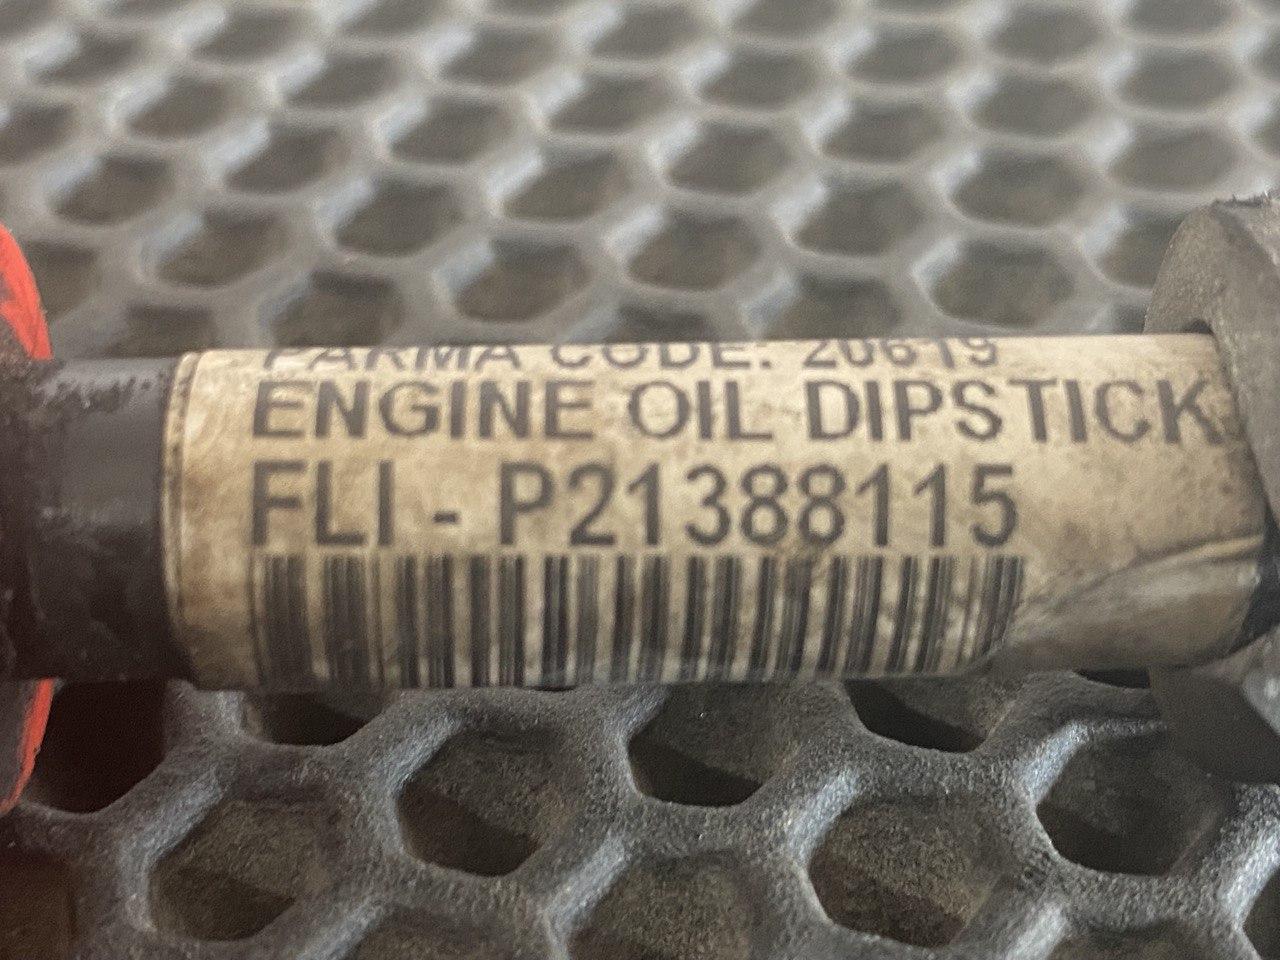 PARMA CODE: 20619
ENGINE OIL DIPSTICK
FLI - P21388115